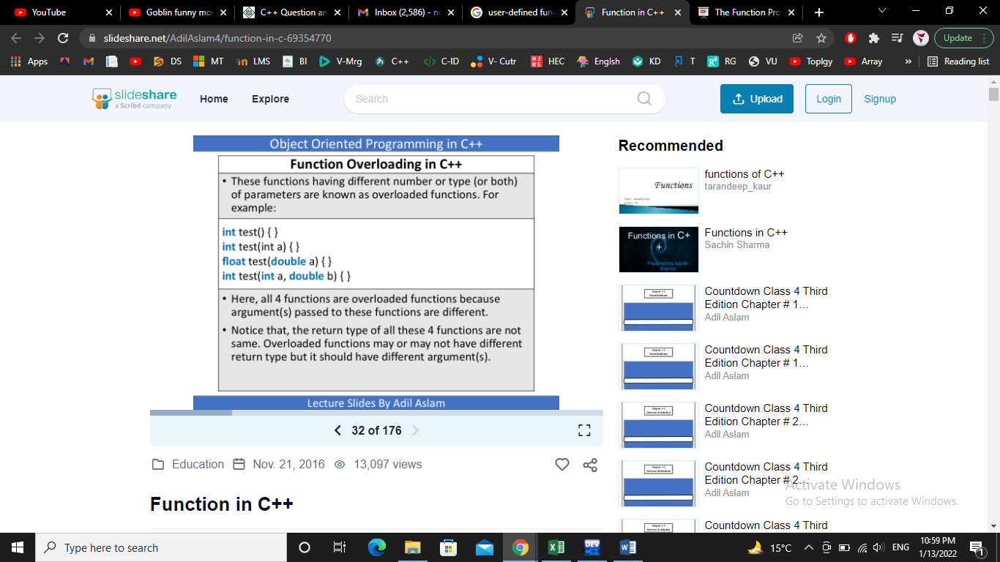 YouTube
Goblin funny mo
C++ Question an
Inbox (2,586) - n
user-defined fun
Function in C++
The Function Pro
slideshare.net/AdilAslam4/function-in-c-69354770
Update
Apps
DS
MT
LMS
BI
V-Mrg
C++
C-ID
V- Cutr
HEC
Englsh
KD
T
RG
VU
Toplgy
Array
»
Reading list
slideshare
a Scribd company
Home
Explore
Search
Upload
Login
Signup
Object Oriented Programming in C++
Function Overloading in C++
• These functions having different number or type (or both)
of parameters are known as overloaded functions. For
example:
int test() { }
int test(int a) { }
float test(double a) { }
int test(int a, double b) { }
• Here, all 4 functions are overloaded functions because
argument(s) passed to these functions are different.
• Notice that, the return type of all these 4 functions are not
same. Overloaded functions may or may not have different
return type but it should have different argument(s).
Lecture Slides By Adil Aslam
32 of 176
Education
Nov. 21, 2016
13,097 views
Function in C++
Recommended
Functions
functions of C++
tarandeep_kaur
Functions in C+
+
Presented by Sachin
Sharma
Functions in C++
Sachin Sharma
Countdown Class 4 Third
Edition Chapter # 1...
Adil Aslam
Countdown Class 4 Third
Edition Chapter # 1...
Adil Aslam
Countdown Class 4 Third
Edition Chapter # 2...
Adil Aslam
Countdown Class 4 Third
Edition Chapter # 2...
Adil Aslam
Countdown Class 4 Third
Activate Windows
Go to Settings to activate Windows.
Type here to search
DEV
15°C
ENG
10:59 PM
1/13/2022
1